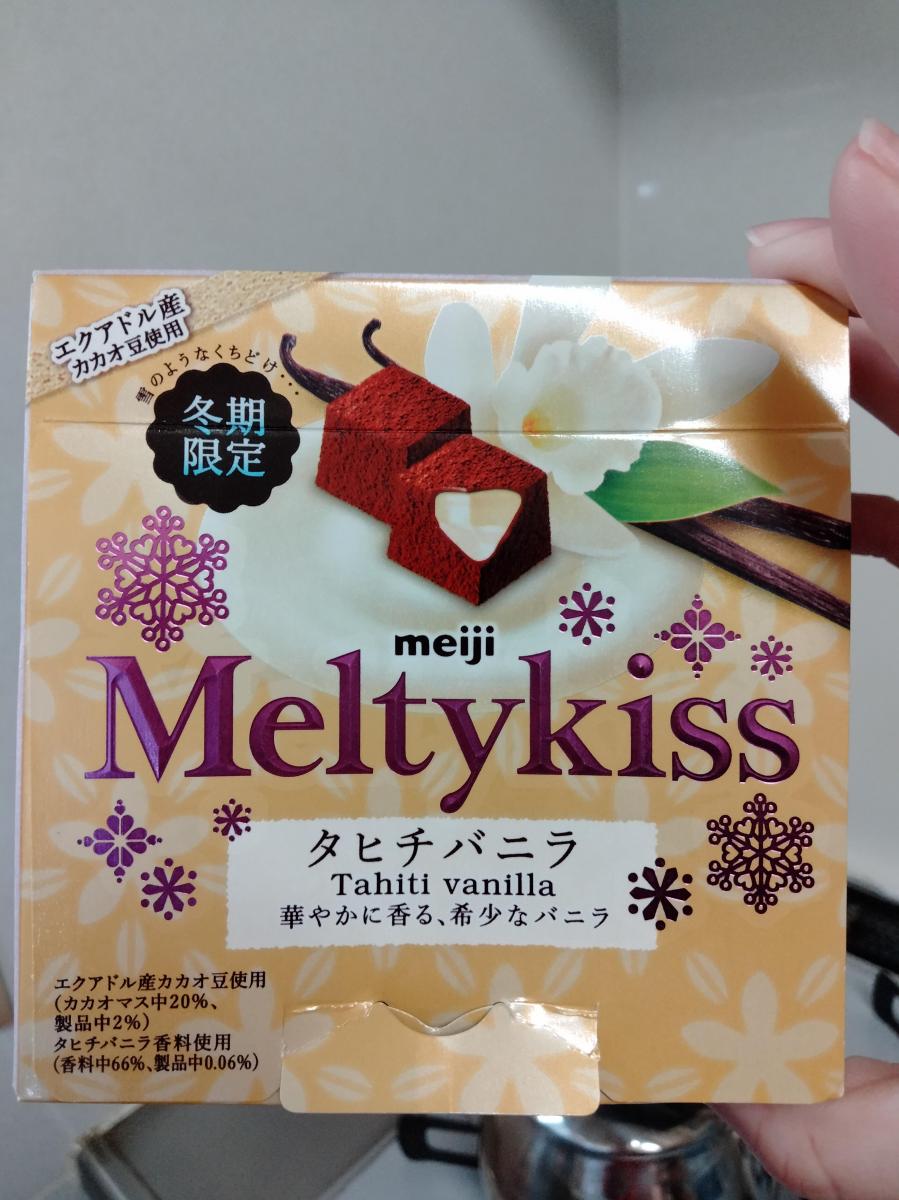 エクアドル産
カカオ豆使用
雪のようなくちどけ・・・
冬期
限定
meiji
Meltykiss
タヒチバニラ
Tahiti vanilla
華やかに香る、希少なバニラ
エクアドル産カカオ豆使用
(カカオマス中20%、
製品中2%)
タヒチバニラ香料使用
(香料中66%、製品中0.06%)